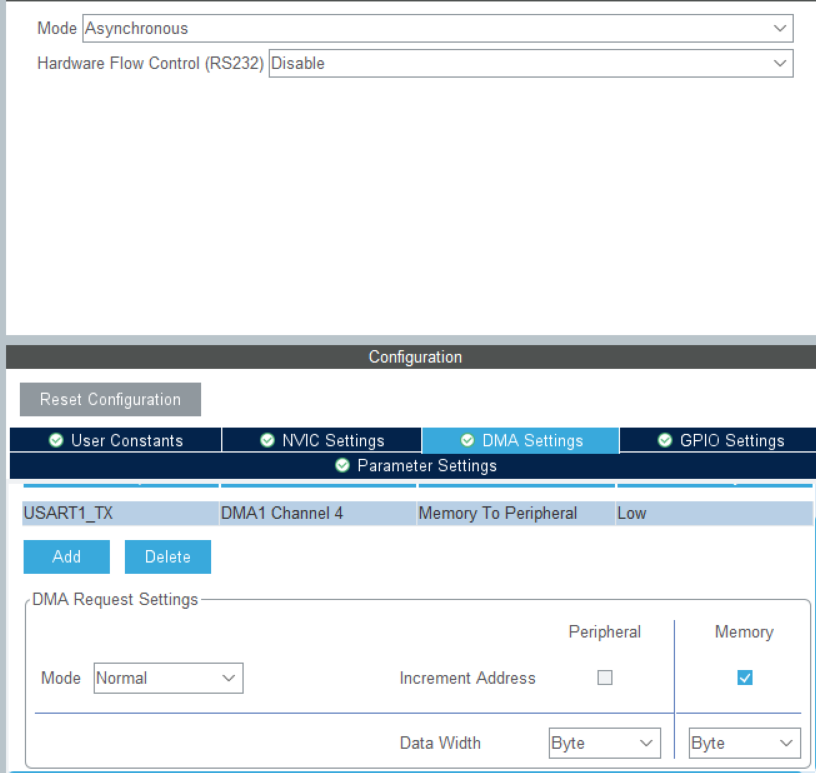 Mode Asynchronous
Hardware Flow Control (RS232) Disable
Configuration
Reset Configuration
User Constants NVIC Settings DMA Settings GPIO Settings
Parameter Settings
USART1_TX DMA1 Channel 4 Memory To Peripheral Low
Add Delete
DMA Request Settings
Peripheral Memory
Mode Normal Increment Address
Data Width Byte Byte